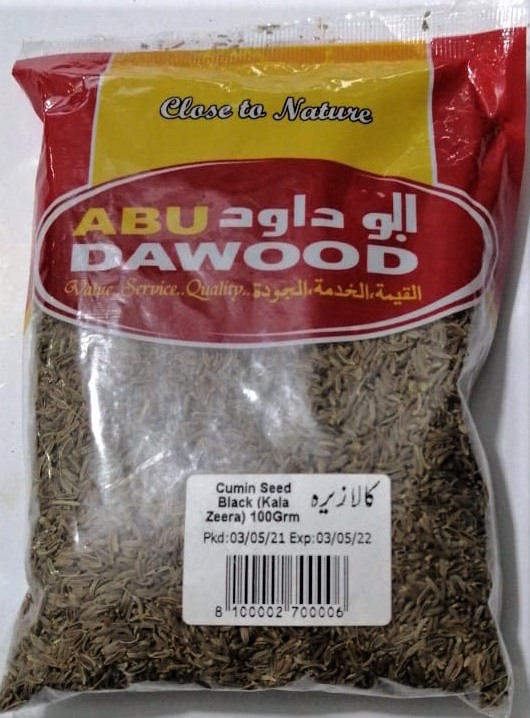 Close to Nature
ABU ابو داود
DAWOOD
Value..Service..Quality.. القيمة،الخدمة،الجودة
Cumin Seed
Black (Kala
Zeera) 100Grm
کالا زیرہ
Pkd:03/05/21 Exp:03/05/22
8 100002 700006